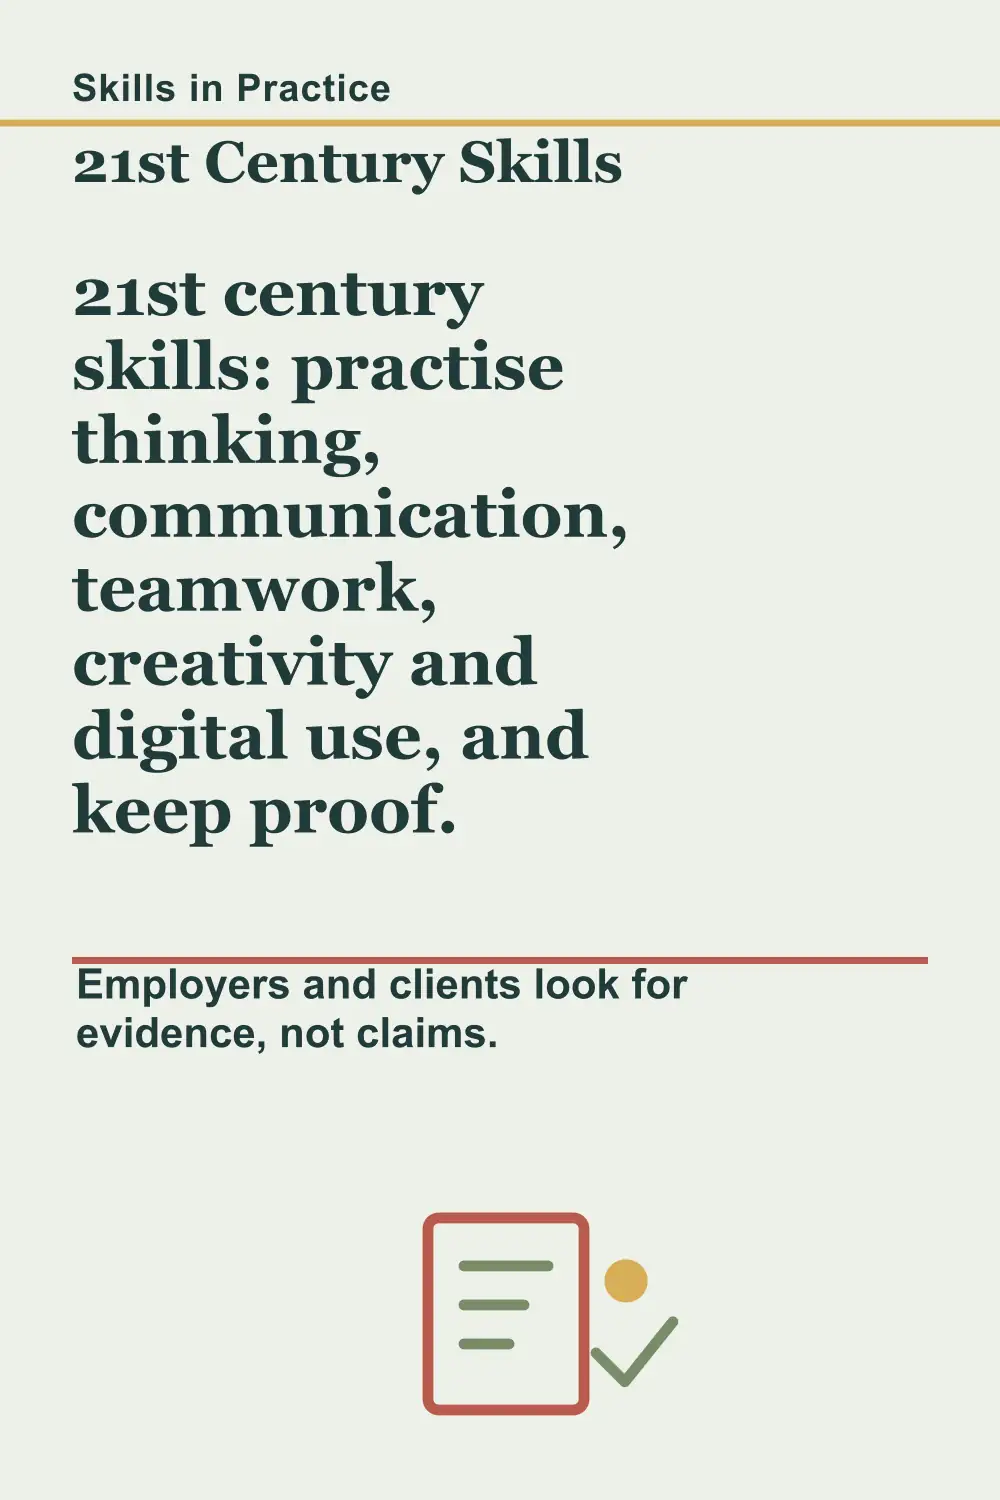 Skills in Practice
21st Century Skills
21st century
skills: practise
thinking,
communication,
teamwork,
creativity and
digital use, and
keep proof.
Employers and clients look for
evidence, not claims.